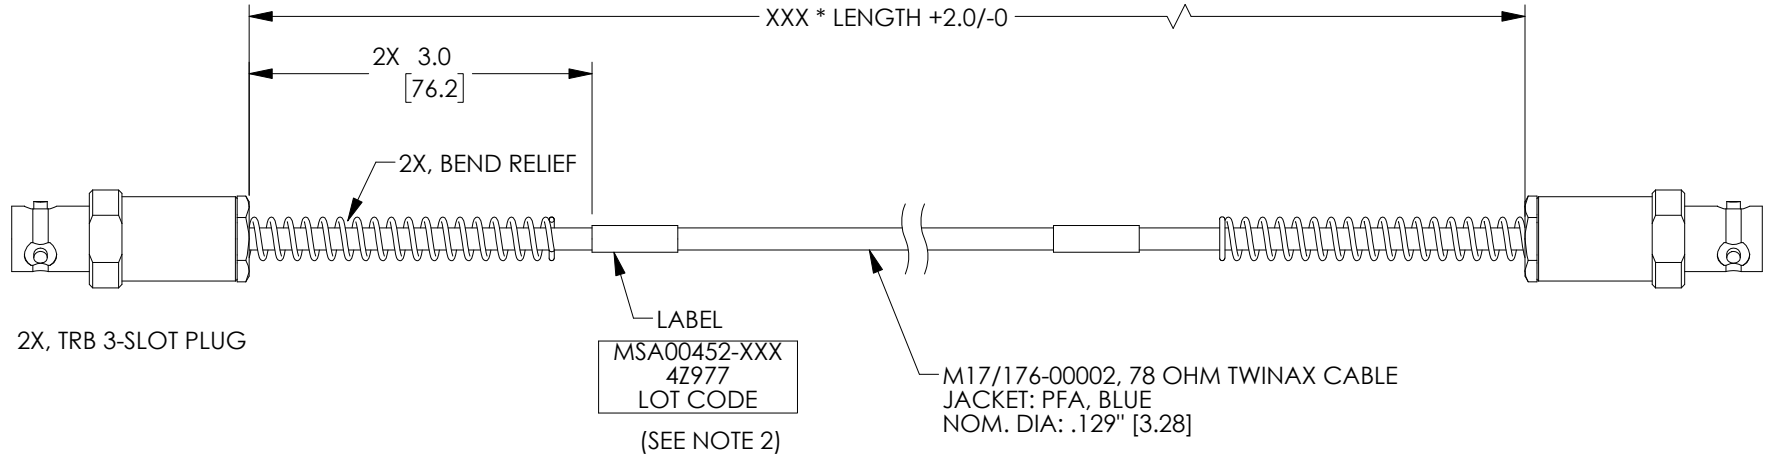 XXX * LENGTH +2.0/-0
2X 3.0
[76.2]
2X, BEND RELIEF
2X, TRB 3-SLOT PLUG
LABEL
MSA00452-XXX
4Z977
LOT CODE
(SEE NOTE 2)
M17/176-00002, 78 OHM TWINAX CABLE
JACKET: PFA, BLUE
NOM. DIA: .129" [3.28]